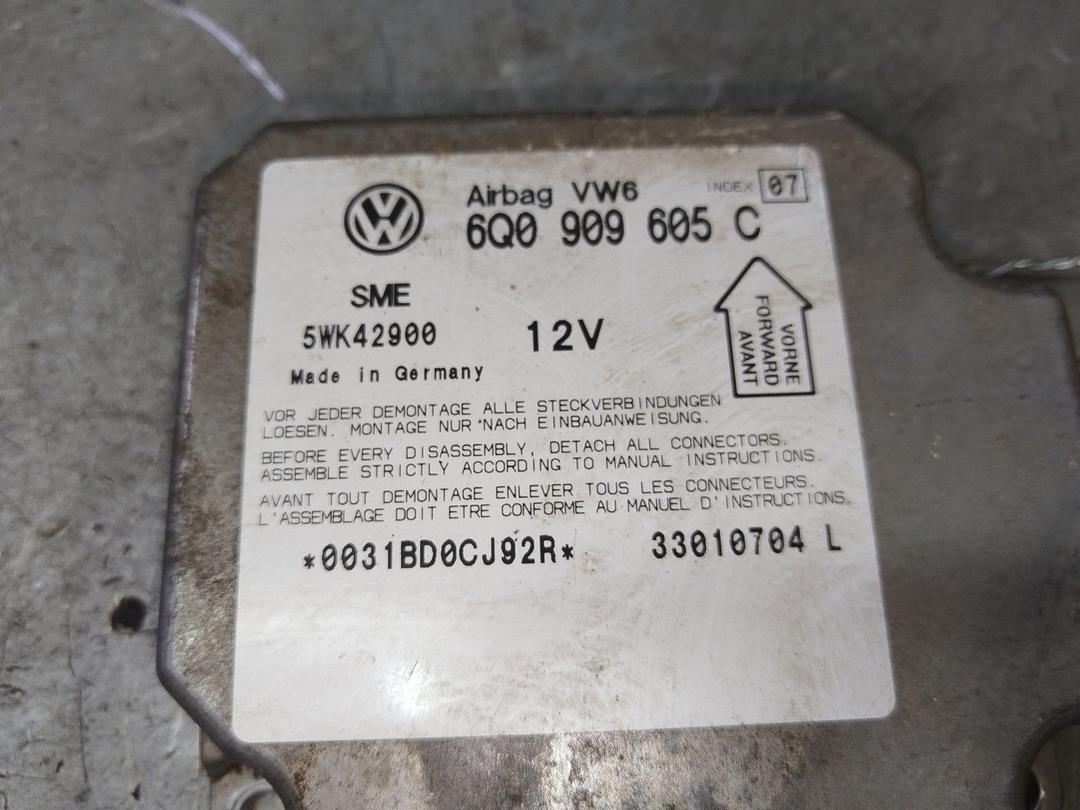 Airbag VW6 INDEX 07
6Q0 909 605 C
SME
5WK42900 12V
Made in Germany
VORNE
FORWARD
AVANT
VOR JEDER DEMONTAGE ALLE STECKVERBINDUNGEN
LOESEN. MONTAGE NUR "NACH EINBAUANWEISUNG.
BEFORE EVERY DISASSEMBLY, DETACH ALL CONNECTORS.
ASSEMBLE STRICTLY ACCORDING TO MANUAL INSTRUCTIONS.
AVANT TOUT DEMONTAGE ENLEVER TOUS LES CONNECTEURS.
L'ASSEMBLAGE DOIT ETRE CONFORME AU MANUEL D'INSTRUCTIONS.
*0031BD0CJ92R* 33010704 L